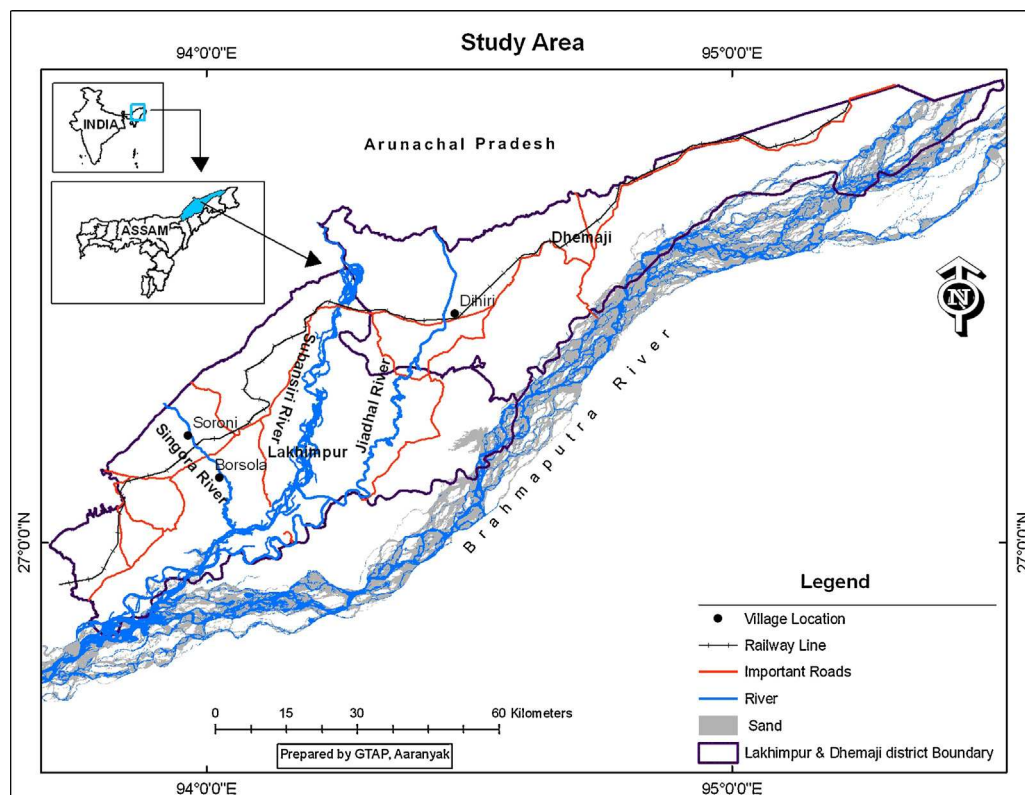 Study Area
94°0'0"E
95°0'0"E
INDIA
Arunachal Pradesh
ASSAM
Dhemaji
Dihiri
N
Subansiri River
Jiadhal River
Soroni
Singora River
Lakhimpur
Borsola
Brahmaputra River
27°0'0"N
27°0'0"N
Legend
Village Location
Railway Line
Important Roads
River
Sand
Lakhimpur & Dhemaji district Boundary
0 15 30 60 Kilometers
Prepared by GTAP, Aaranyak
94°0'0"E
95°0'0"E